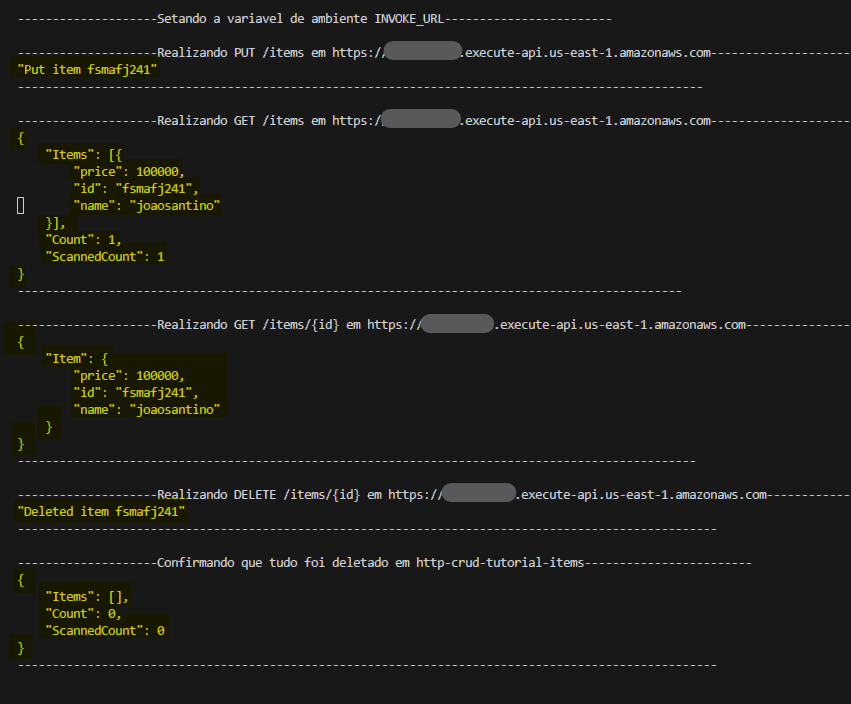 --------------------Setando a variavel de ambiente INVOKE_URL------------------------
--------------------Realizando PUT /items em https://.execute-api.us-east-1.amazonaws.com--------------------
"Put item fsmafj241"
--------------------------------------------------------------------------------------------------
--------------------Realizando GET /items em https://.execute-api.us-east-1.amazonaws.com--------------------
{
    "Items": [{
        "price": 100000,
        "id": "fsmafj241",
        "name": "joaosantino"
    }],
    "Count": 1,
    "ScannedCount": 1
}
-----------------------------------------------------------------------------------------------
--------------------Realizando GET /items/{id} em https://.execute-api.us-east-1.amazonaws.com---------------
{
    "Item": {
        "price": 100000,
        "id": "fsmafj241",
        "name": "joaosantino"
    }
}
-------------------------------------------------------------------------------------------------
--------------------Realizando DELETE /items/{id} em https://.execute-api.us-east-1.amazonaws.com------------
"Deleted item fsmafj241"
----------------------------------------------------------------------------------------------------
--------------------Confirmando que tudo foi deletado em http-crud-tutorial-items------------------------
{
    "Items": [],
    "Count": 0,
    "ScannedCount": 0
}
----------------------------------------------------------------------------------------------------